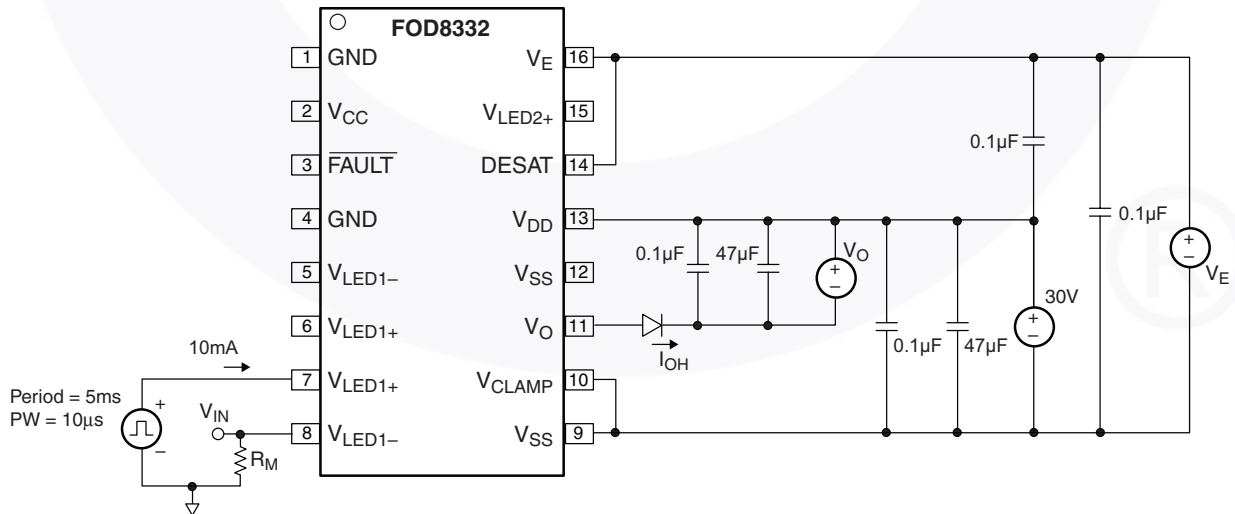 FOD8332
1 GND
2 VCC
3 FAULT
4 GND
5 VLED1–
6 VLED1+
7 VLED1+
8 VLED1–
VE 16
VLED2+ 15
DESAT 14
VDD 13
VSS 12
VO 11
VCLAMP 10
VSS 9
10mA
Period = 5ms
PW = 10µs
+
–
VIN
RM
0.1µF
47µF
+
–
VO
IOH
0.1µF
47µF
30V
+
–
0.1µF
0.1µF
+
–
VE
®